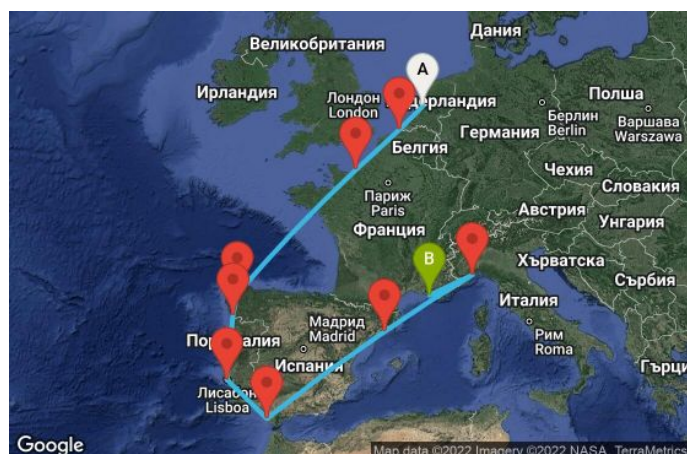 Дания
Великобритания
Ирландия
A
Лондон
London
дерландия
Полша
Берлин
Berlin
Варшава
Warszawa
Германия
Белгия
Чехия
Париж
Paris
Словакия
Австрия
Франция
Унгария
B
Хърватска
Сърбия
Италия
Мадрид
Madrid
Рим
Roma
Гърци
Испания
Лисабон
Lisboa
Google
Map data ©2022 Imagery ©2022 NASA, TerraMetrics